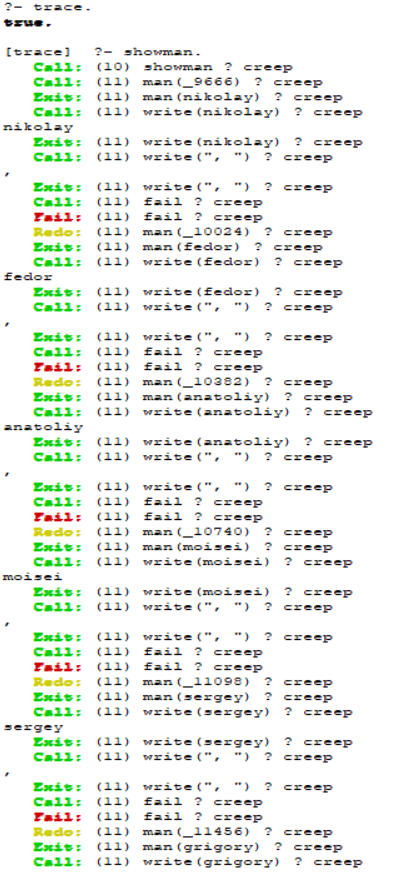 ?- trace.
true.
[trace]  ?- showman.
   Call: (10) showman ? creep
   Call: (11) man(_9666) ? creep
   Exit: (11) man(nikolay) ? creep
   Call: (11) write(nikolay) ? creep
nikolay
   Exit: (11) write(nikolay) ? creep
   Call: (11) write(", ") ? creep
,
   Exit: (11) write(", ") ? creep
   Call: (11) fail ? creep
   Fail: (11) fail ? creep
   Redo: (11) man(_10024) ? creep
   Exit: (11) man(fedor) ? creep
   Call: (11) write(fedor) ? creep
fedor
   Exit: (11) write(fedor) ? creep
   Call: (11) write(", ") ? creep
,
   Exit: (11) write(", ") ? creep
   Call: (11) fail ? creep
   Fail: (11) fail ? creep
   Redo: (11) man(_10382) ? creep
   Exit: (11) man(anatoliy) ? creep
   Call: (11) write(anatoliy) ? creep
anatoliy
   Exit: (11) write(anatoliy) ? creep
   Call: (11) write(", ") ? creep
,
   Exit: (11) write(", ") ? creep
   Call: (11) fail ? creep
   Fail: (11) fail ? creep
   Redo: (11) man(_10740) ? creep
   Exit: (11) man(moisei) ? creep
   Call: (11) write(moisei) ? creep
moisei
   Exit: (11) write(moisei) ? creep
   Call: (11) write(", ") ? creep
,
   Exit: (11) write(", ") ? creep
   Call: (11) fail ? creep
   Fail: (11) fail ? creep
   Redo: (11) man(_11098) ? creep
   Exit: (11) man(sergey) ? creep
   Call: (11) write(sergey) ? creep
sergey
   Exit: (11) write(sergey) ? creep
   Call: (11) write(", ") ? creep
,
   Exit: (11) write(", ") ? creep
   Call: (11) fail ? creep
   Fail: (11) fail ? creep
   Redo: (11) man(_11456) ? creep
   Exit: (11) man(grigory) ? creep
   Call: (11) write(grigory) ? creep